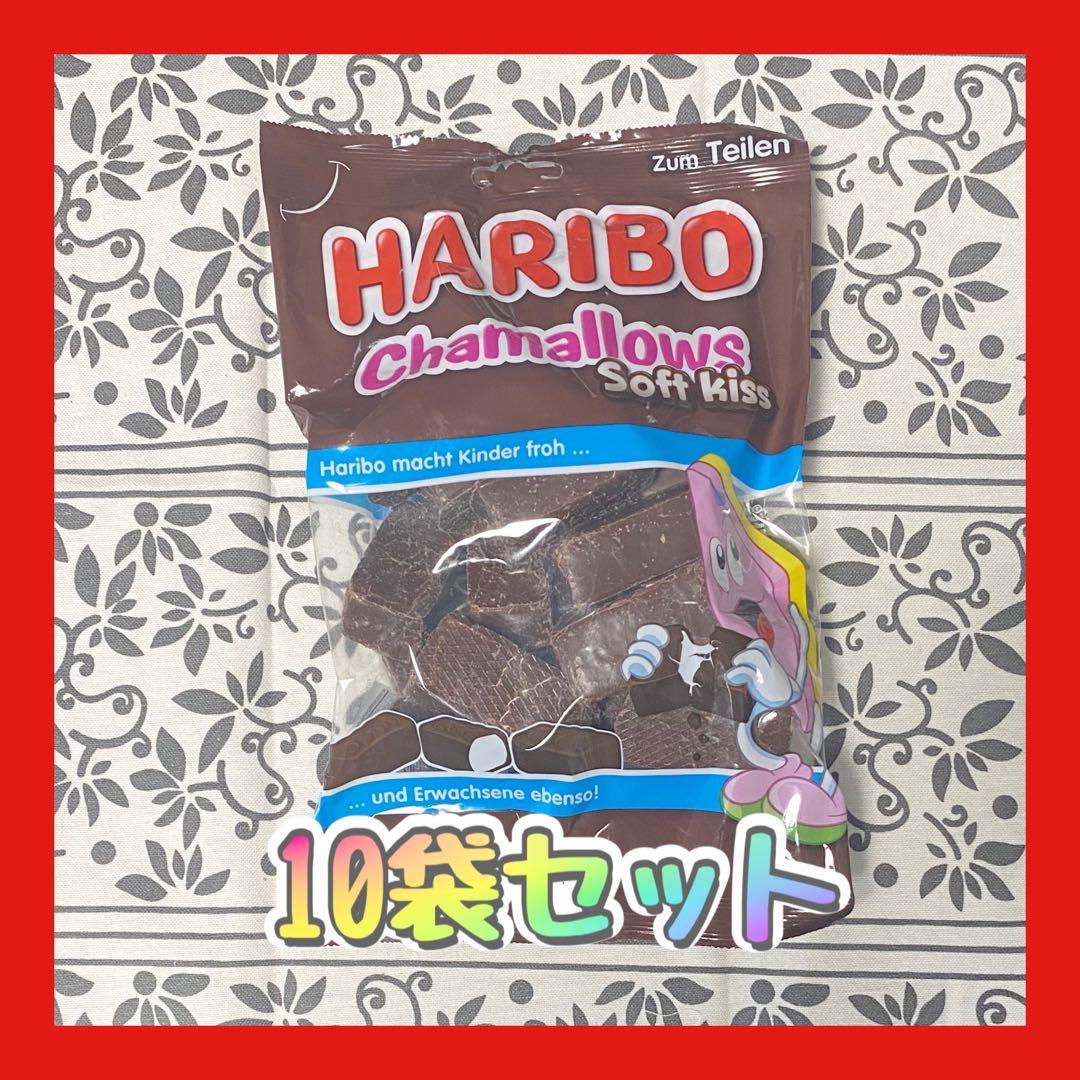 Zum Teilen
HARIBO
Chamallows
Soft kiss
Haribo macht Kinder froh ...
... und Erwachsene ebenso!
10袋セット